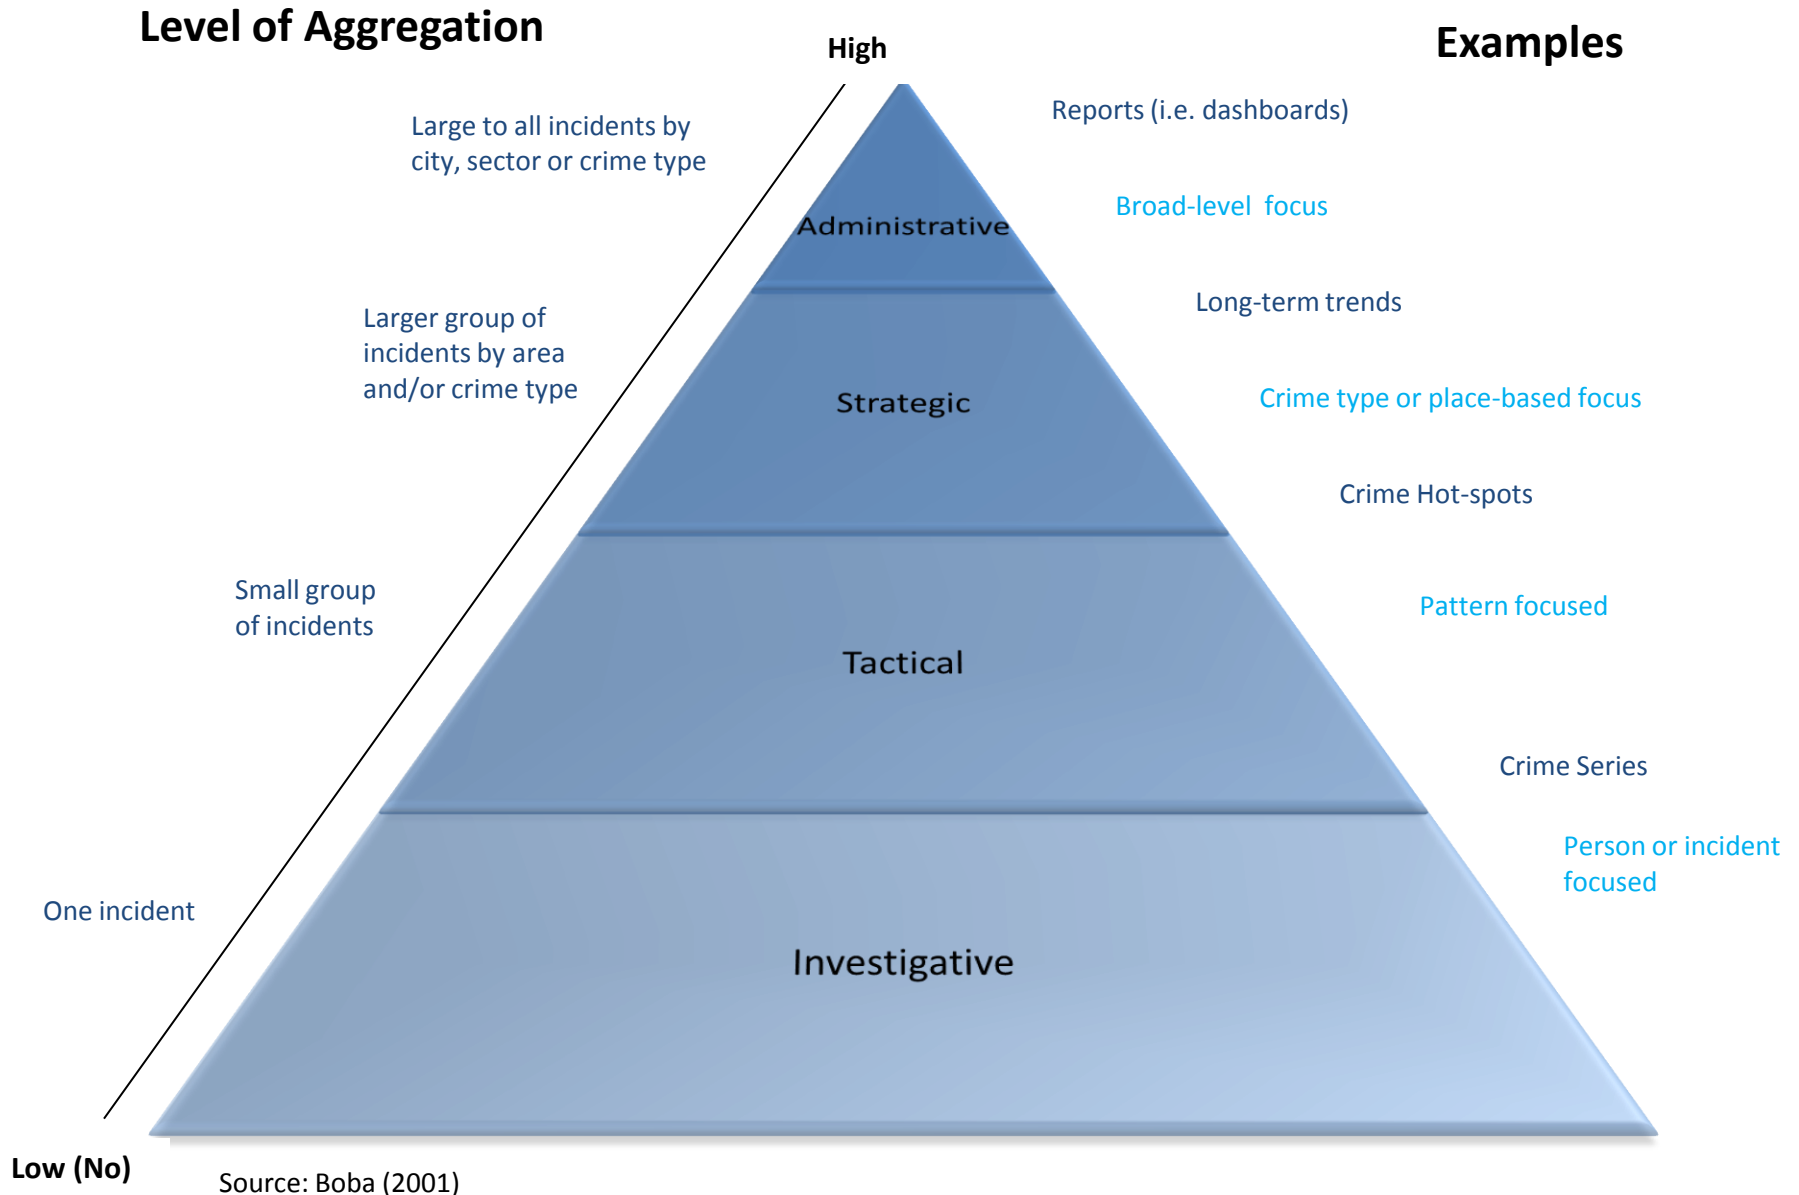 Level of Aggregation
High
Examples
Reports (i.e. dashboards)
Large to all incidents by
city, sector or crime type
Broad-level focus
Administrative
Long-term trends
Larger group of
incidents by area
and/or crime type
Strategic
Crime type or place-based focus
Crime Hot-spots
Small group
of incidents
Pattern focused
Tactical
Crime Series
Person or incident
focused
One incident
Investigative
Low (No)
Source: Boba (2001)